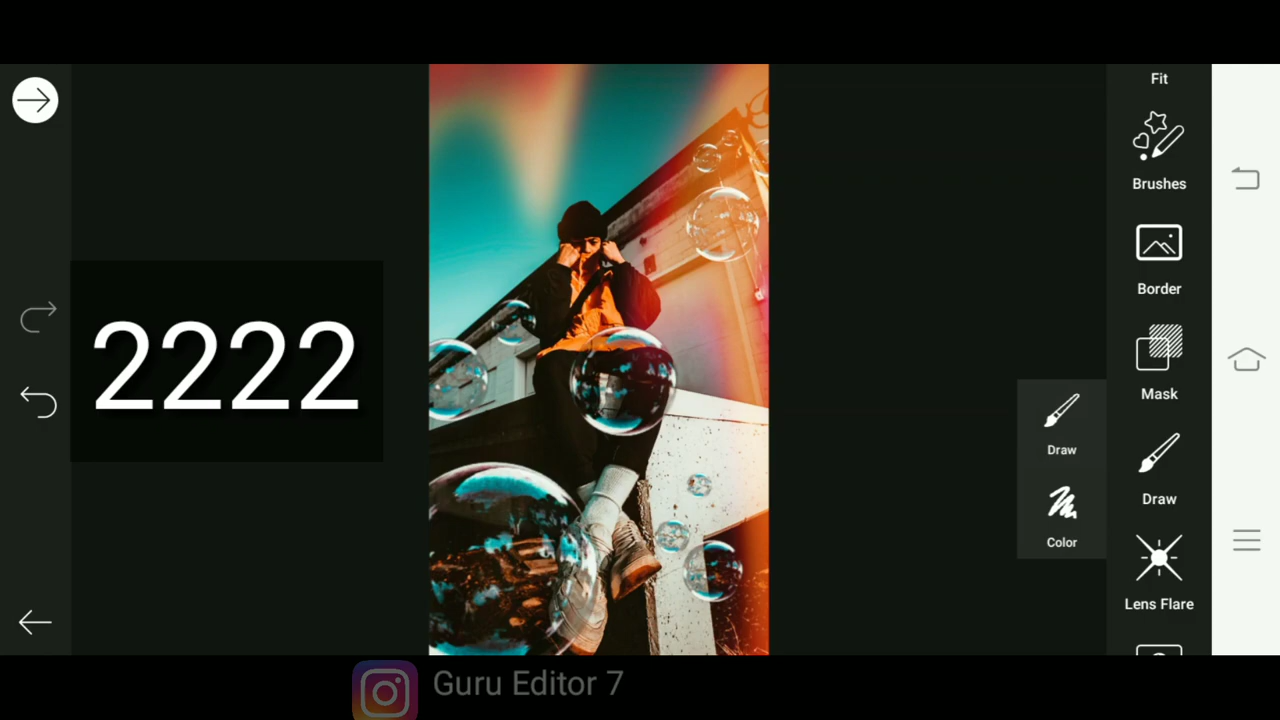 Fit
Brushes
Border
2222
Mask
Draw
Draw
Color
Lens Flare
Guru Editor 7